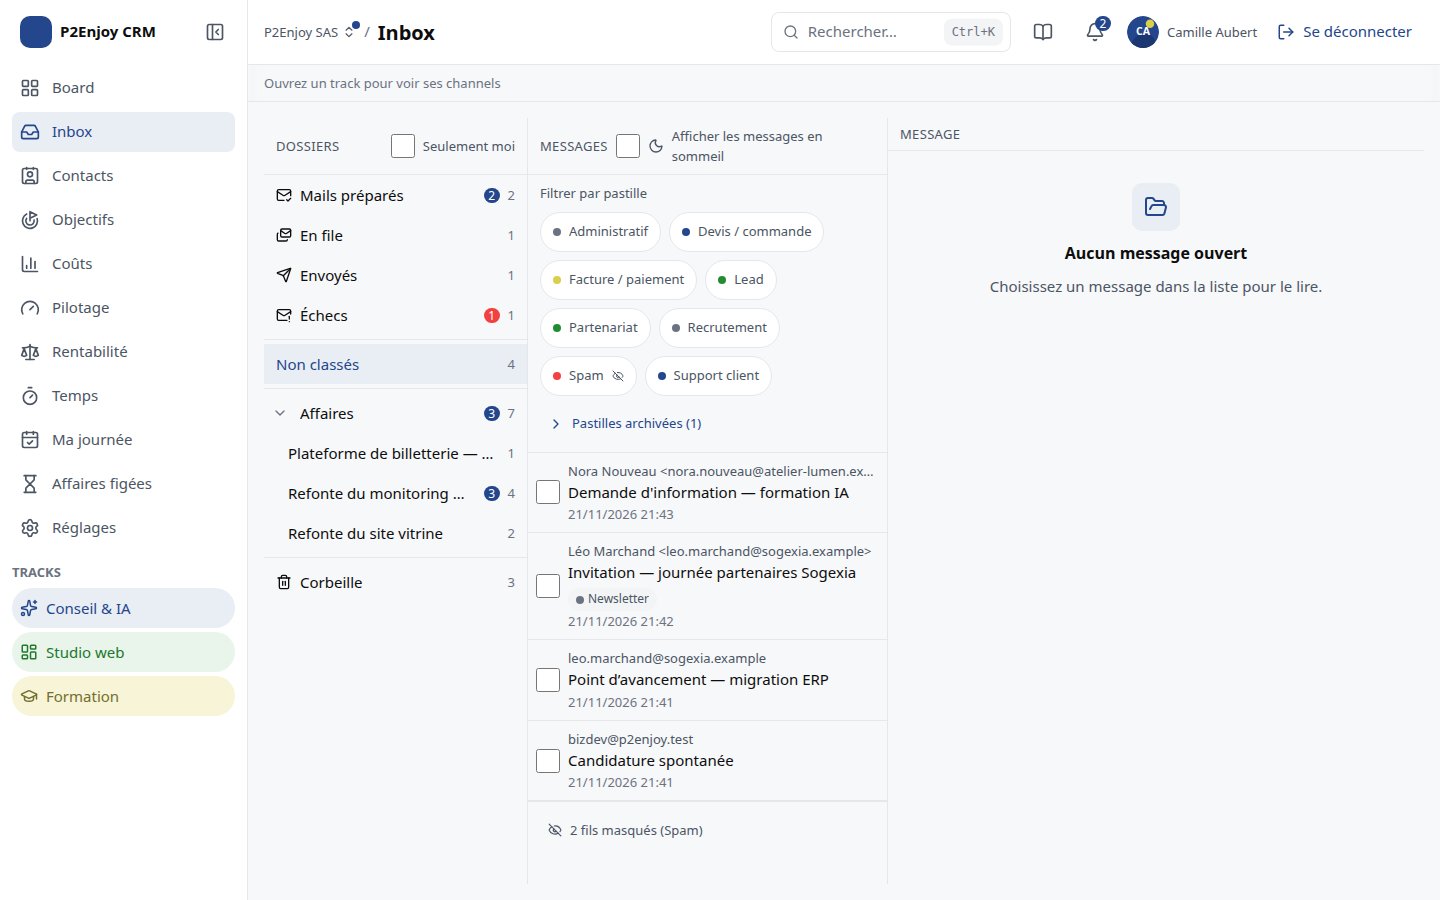 P2Enjoy CRM
Board
Inbox
Contacts
Objectifs
Coûts
Pilotage
Rentabilité
Temps
Ma journée
Affaires figées
Réglages
TRACKS
Conseil & IA
Studio web
Formation
P2Enjoy SAS / Inbox
Rechercher... Ctrl+K
2
CA
Camille Aubert
Se déconnecter
Ouvrez un track pour voir ses channels
DOSSIERS Seulement moi
Mails préparés 2 2
En file 1
Envoyés 1
Échecs 1 1
Non classés 4
Affaires 3 7
Plateforme de billetterie — ... 1
Refonte du monitoring ... 3 4
Refonte du site vitrine 2
Corbeille 3
MESSAGES
Afficher les messages en
sommeil
Filtrer par pastille
Administratif
Devis / commande
Facture / paiement
Lead
Partenariat
Recrutement
Spam
Support client
Pastilles archivées (1)
Nora Nouveau <nora.nouveau@atelier-lumen.ex...
Demande d'information — formation IA
21/11/2026 21:43
Léo Marchand <leo.marchand@sogexia.example>
Invitation — journée partenaires Sogexia
Newsletter
21/11/2026 21:42
leo.marchand@sogexia.example
Point d’avancement — migration ERP
21/11/2026 21:41
bizdev@p2enjoy.test
Candidature spontanée
21/11/2026 21:41
2 fils masqués (Spam)
MESSAGE
Aucun message ouvert
Choisissez un message dans la liste pour le lire.